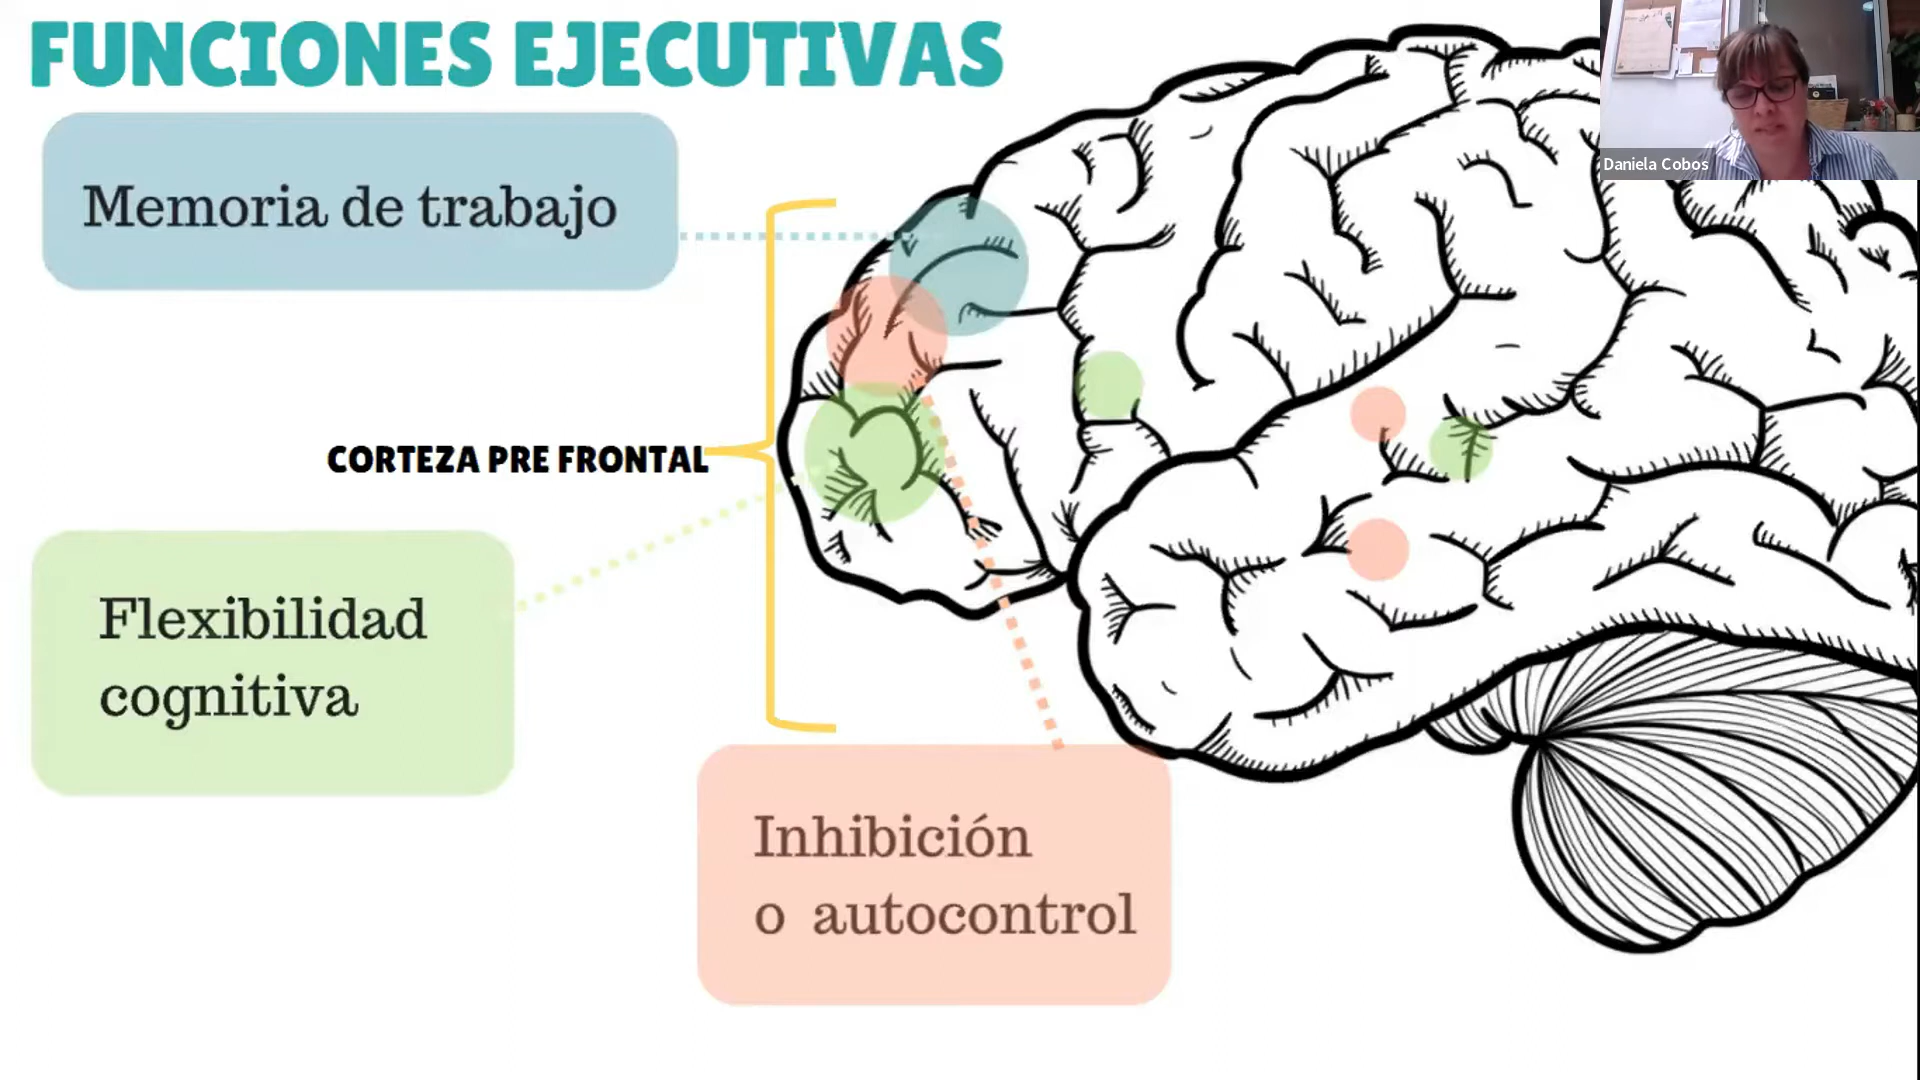 FUNCIONES EJECUTIVAS
Daniela Cobos
Memoria de trabajo
CORTEZA PRE FRONTAL
Flexibilidad
cognitiva
Inhibición
o autocontrol